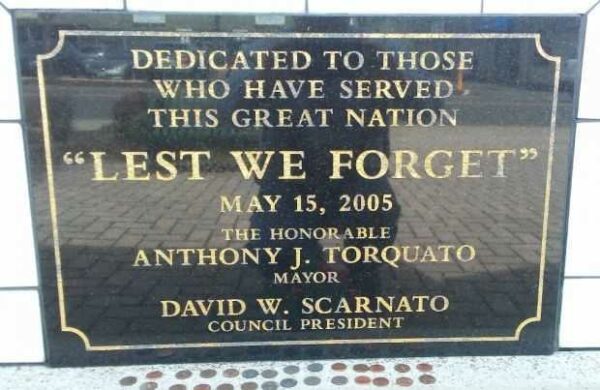 DEDICATED TO THOSE
WHO HAVE SERVED
THIS GREAT NATION
“LEST WE FORGET”
MAY 15, 2005
THE HONORABLE
ANTHONY J. TORQUATO
MAYOR
DAVID W. SCARNATO
COUNCIL PRESIDENT